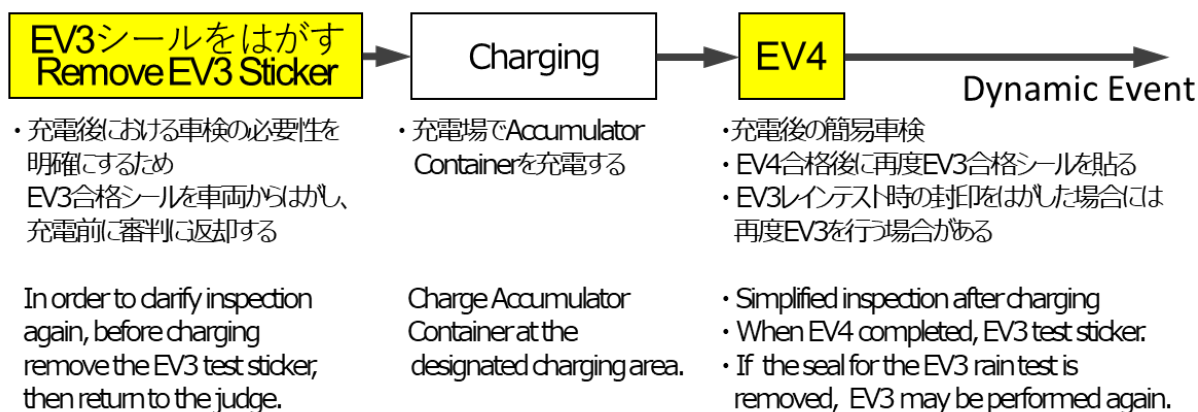 EV3シールをはがす
Remove EV3 Sticker
Charging
EV4
Dynamic Event
・充電後における車検の必要性を
明確にするため
EV3合格シールを車両からはがし、
充電前に審判に返却する
In order to clarify inspection
again, before charging
remove the EV3 test sticker,
then return to the judge.
・充電場でAccumulator
Containerを充電する
Charge Accumulator
Container at the
designated charging area.
・充電後の簡易車検
・EV4合格後に再度EV3合格シールを貼る
・EV3レインテスト時の封印をはがした場合には
再度EV3を行う場合がある
・Simplified inspection after charging
・When EV4 completed, EV3 test sticker.
・If the seal for the EV3 rain test is
removed, EV3 may be performed again.